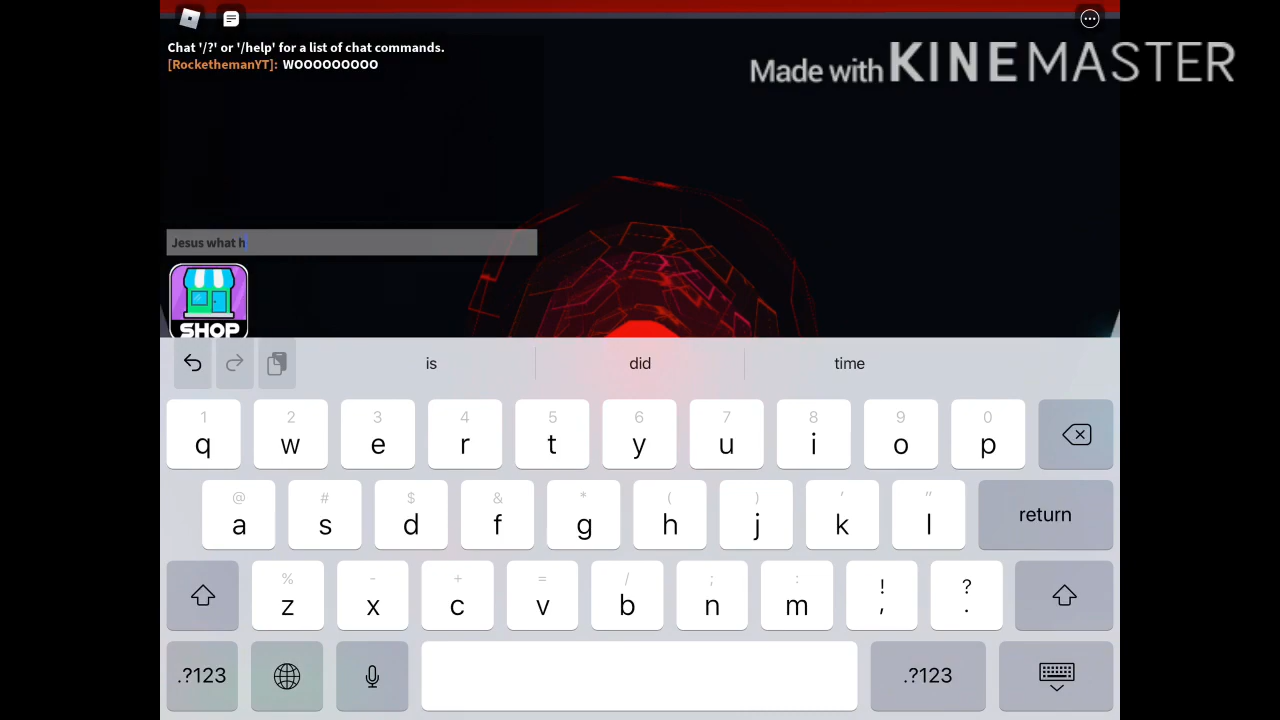 Chat '/?' or '/help' for a list of chat commands.
[RockethemanYT]: WOOOOOOOOO
Made with KINEMASTER
Jesus what h
SHOP
is did time
1 2 3 4 5 6 7 8 9 0
q w e r t y u i o p
@ # $ & * ( ) ' "
a s d f g h j k l return
% - + = / ; : ! ?
z x c v b n m , .
.?123 .?123